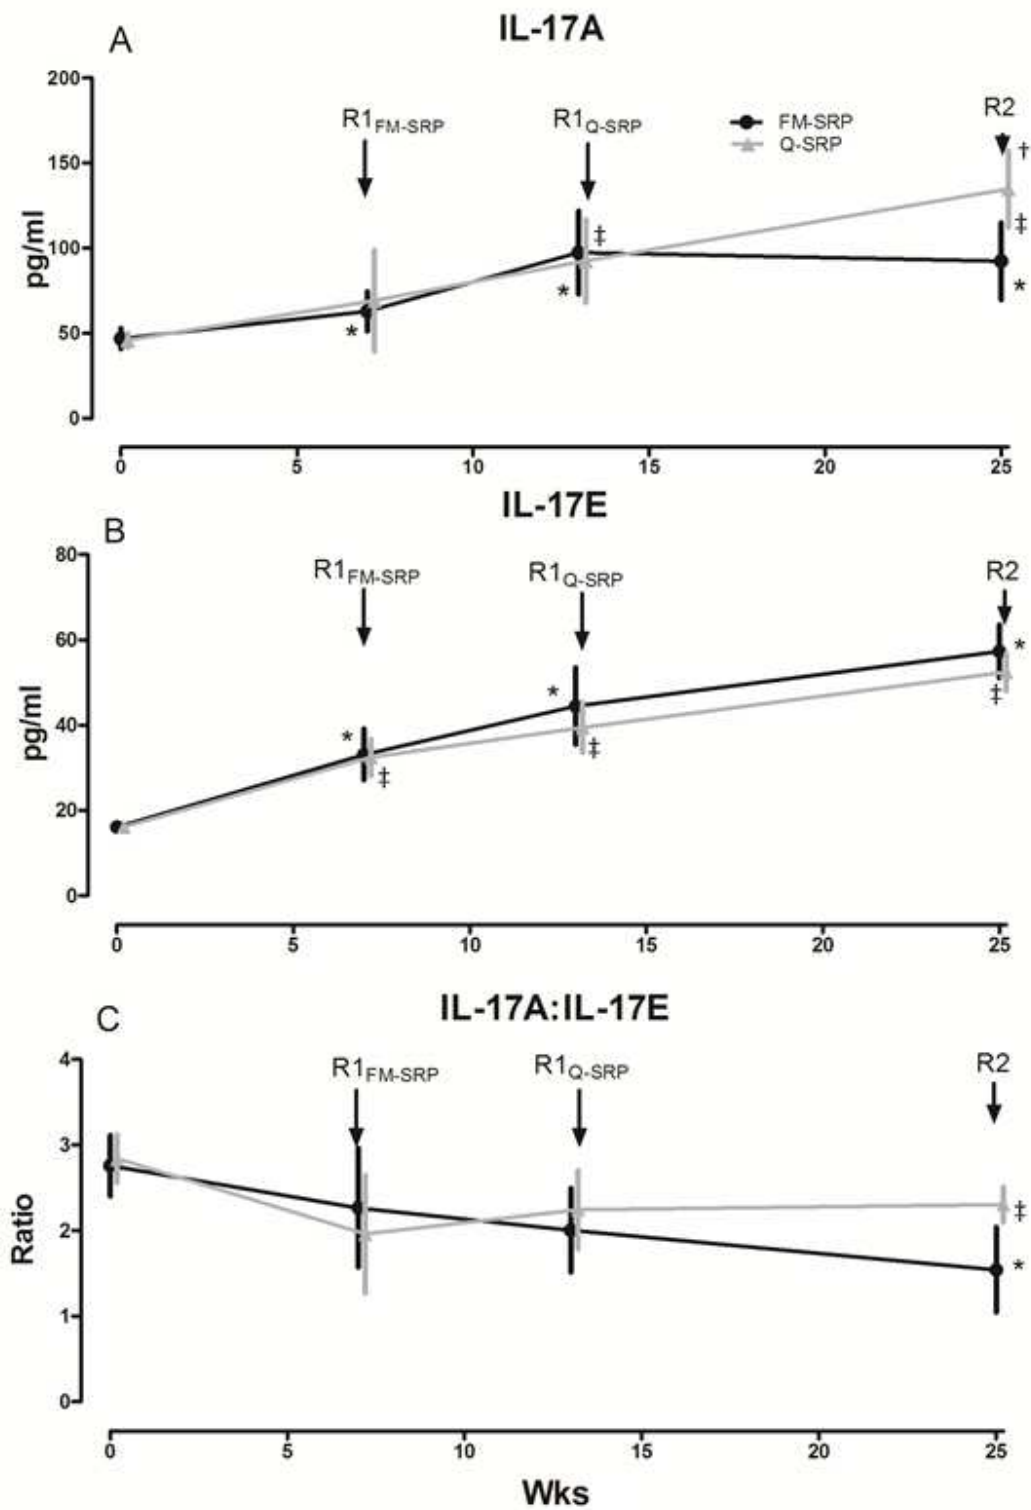 A
IL-17A
200
150
100
50
0
pg/ml
R1FM-SRP
R1Q-SRP
R2
FM-SRP
Q-SRP
*
*
‡
†
‡
*
0 5 10 15 20 25
B
IL-17E
80
60
40
20
0
pg/ml
R1FM-SRP
R1Q-SRP
R2
*
‡
*
‡
*
‡
0 5 10 15 20 25
C
IL-17A:IL-17E
4
3
2
1
0
Ratio
R1FM-SRP
R1Q-SRP
R2
‡
*
0 5 10 15 20 25
Wks